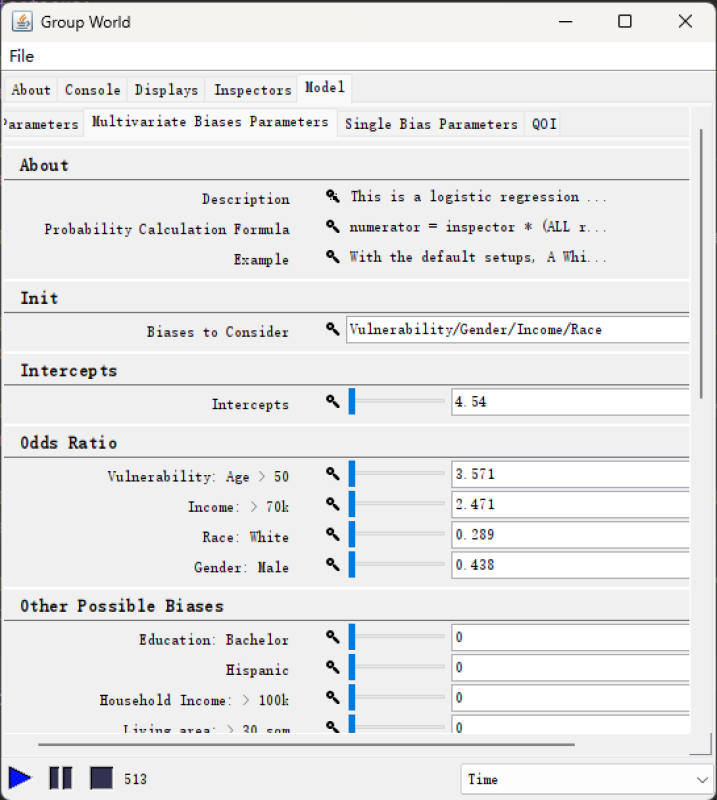 Group World
File
About Console Displays Inspectors Model
Parameters Multivariate Biases Parameters Single Bias Parameters QOI
About
Description This is a logistic regression ...
Probability Calculation Formula numerator = inspector * (ALL r...
Example With the default setups, A Whi...
Init
Biases to Consider Vulnerability/Gender/Income/Race
Intercepts
Intercepts 4.54
Odds Ratio
Vulnerability: Age > 50 3.571
Income: > 70k 2.471
Race: White 0.289
Gender: Male 0.438
Other Possible Biases
Education: Bachelor 0
Hispanic 0
Household Income: > 100k 0
Living area: > 30 sqm 0
513 Time